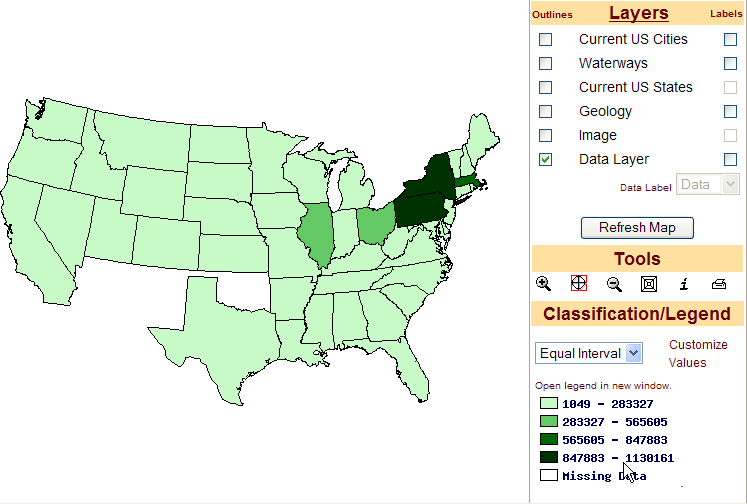 Outlines Layers Labels
Current US Cities
Waterways
Current US States
Geology
Image
Data Layer
Data Label Data
Refresh Map
Tools
i
Classification/Legend
Equal Interval Customize
Values
Open legend in new window.
1049 - 283327
283327 - 565605
565605 - 847883
847883 - 1130161
Missing Data